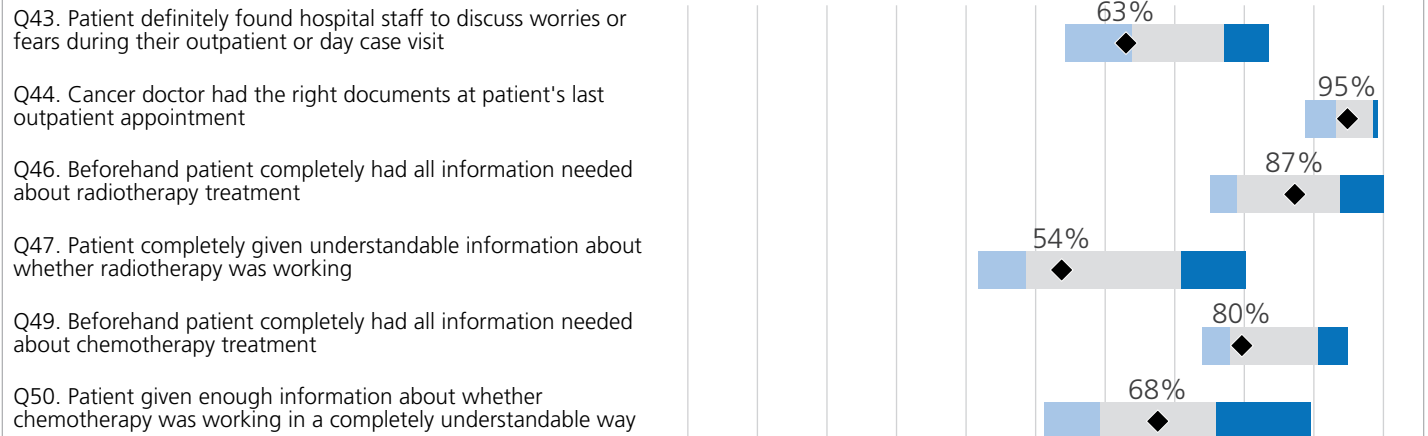 Q43. Patient definitely found hospital staff to discuss worries or
fears during their outpatient or day case visit
63%
Q44. Cancer doctor had the right documents at patient's last
outpatient appointment
95%
Q46. Beforehand patient completely had all information needed
about radiotherapy treatment
87%
Q47. Patient completely given understandable information about
whether radiotherapy was working
54%
Q49. Beforehand patient completely had all information needed
about chemotherapy treatment
80%
Q50. Patient given enough information about whether
chemotherapy was working in a completely understandable way
68%